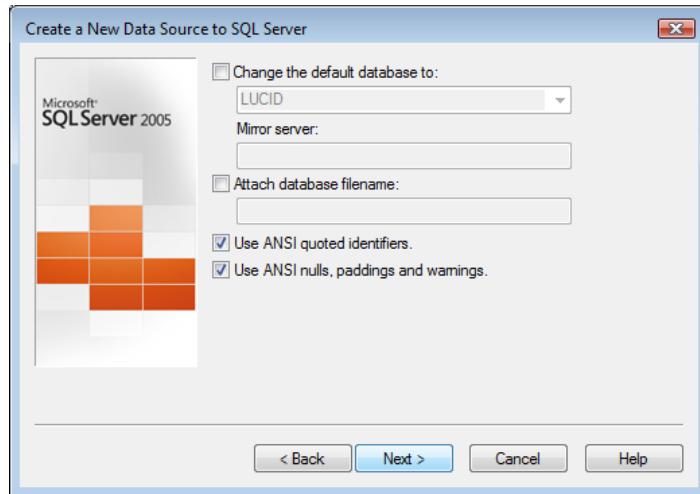 Create a New Data Source to SQL Server
Microsoft®
SQL Server 2005
Change the default database to:
LUCID
Mirror server:
Attach database filename:
Use ANSI quoted identifiers.
Use ANSI nulls, paddings and warnings.
< Back
Next >
Cancel
Help